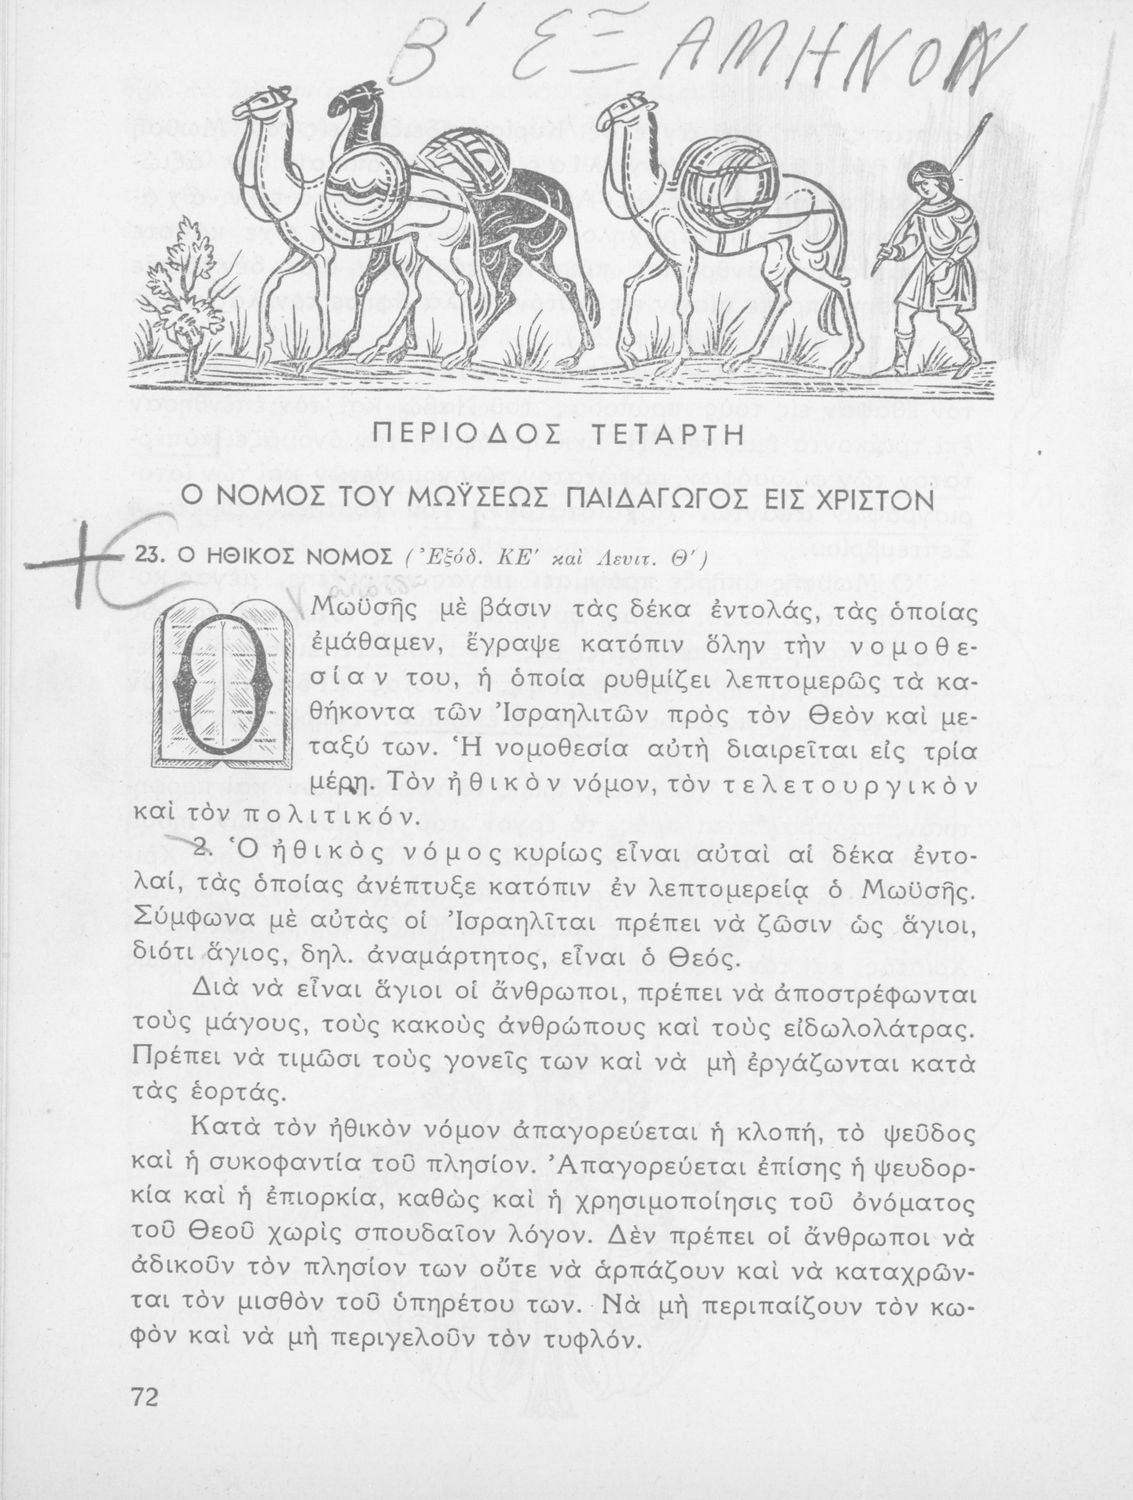 Β' ΕΞΑΜΗΝΟΝ
ΠΕΡΙΟΔΟΣ ΤΕΤΑΡΤΗ
Ο ΝΟΜΟΣ ΤΟΥ ΜΩΫΣΕΩΣ ΠΑΙΔΑΓΩΓΟΣ ΕΙΣ ΧΡΙΣΤΟΝ
23. Ο ΗΘΙΚΟΣ ΝΟΜΟΣ (Ἐξόδ. ΚΕ' καὶ Λευιτ. Θ')
Ο Μωϋσῆς μὲ βάσιν τὰς δέκα ἐντολάς, τὰς ὁποίας
ἐμάθαμεν, ἔγραψε κατόπιν ὅλην τὴν νομοθε-
σίαν του, ἡ ὁποία ρυθμίζει λεπτομερῶς τὰ κα-
θήκοντα τῶν Ἰσραηλιτῶν πρὸς τὸν Θεὸν καὶ με-
ταξύ των. Ἡ νομοθεσία αὐτὴ διαιρεῖται εἰς τρία
μέρη. Τὸν ἠθικὸν νόμον, τὸν τελετουργικὸν
καὶ τὸν πολιτικόν.
2. Ὁ ἠθικὸς νόμος κυρίως εἶναι αὐταὶ αἱ δέκα ἐντο-
λαί, τὰς ὁποίας ἀνέπτυξε κατόπιν ἐν λεπτομερείᾳ ὁ Μωϋσῆς.
Σύμφωνα μὲ αὐτὰς οἱ Ἰσραηλῖται πρέπει νὰ ζῶσιν ὡς ἅγιοι,
διότι ἅγιος, δηλ. ἀναμάρτητος, εἶναι ὁ Θεός.
Διὰ νὰ εἶναι ἅγιοι οἱ ἄνθρωποι, πρέπει νὰ ἀποστρέφωνται
τοὺς μάγους, τοὺς κακοὺς ἀνθρώπους καὶ τοὺς εἰδωλολάτρας.
Πρέπει νὰ τιμῶσι τοὺς γονεῖς των καὶ νὰ μὴ ἐργάζωνται κατὰ
τὰς ἑορτάς.
Κατὰ τὸν ἠθικὸν νόμον ἀπαγορεύεται ἡ κλοπή, τὸ ψεῦδος
καὶ ἡ συκοφαντία τοῦ πλησίον. Ἀπαγορεύεται ἐπίσης ἡ ψευδορ-
κία καὶ ἡ ἐπιορκία, καθὼς καὶ ἡ χρησιμοποίησις τοῦ ὀνόματος
τοῦ Θεοῦ χωρὶς σπουδαῖον λόγον. Δὲν πρέπει οἱ ἄνθρωποι νὰ
ἀδικοῦν τὸν πλησίον των οὔτε νὰ ἁρπάζουν καὶ νὰ καταχρῶν-
ται τὸν μισθὸν τοῦ ὑπηρέτου των. Νὰ μὴ περιπαίζουν τὸν κω-
φὸν καὶ νὰ μὴ περιγελοῦν τὸν τυφλόν.
72